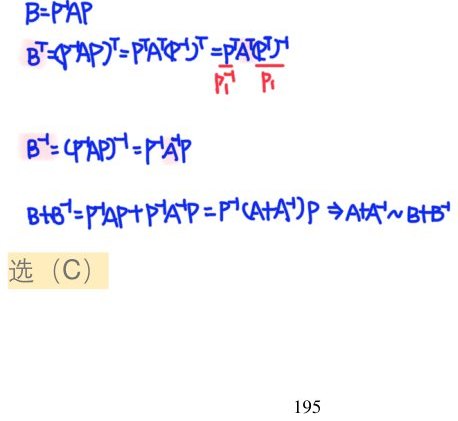 B=P⁻¹AP
Bᵀ=(P⁻¹AP)ᵀ=PᵀAᵀ(P⁻¹)ᵀ=PᵀAᵀ(Pᵀ)⁻¹
P₁⁻¹ P₁
B⁻¹=(P⁻¹AP)⁻¹=P⁻¹A⁻¹P
B+B⁻¹=P⁻¹AP+P⁻¹A⁻¹P=P⁻¹(A+A⁻¹)P⇒A+A⁻¹~B+B⁻¹
选（C）
195